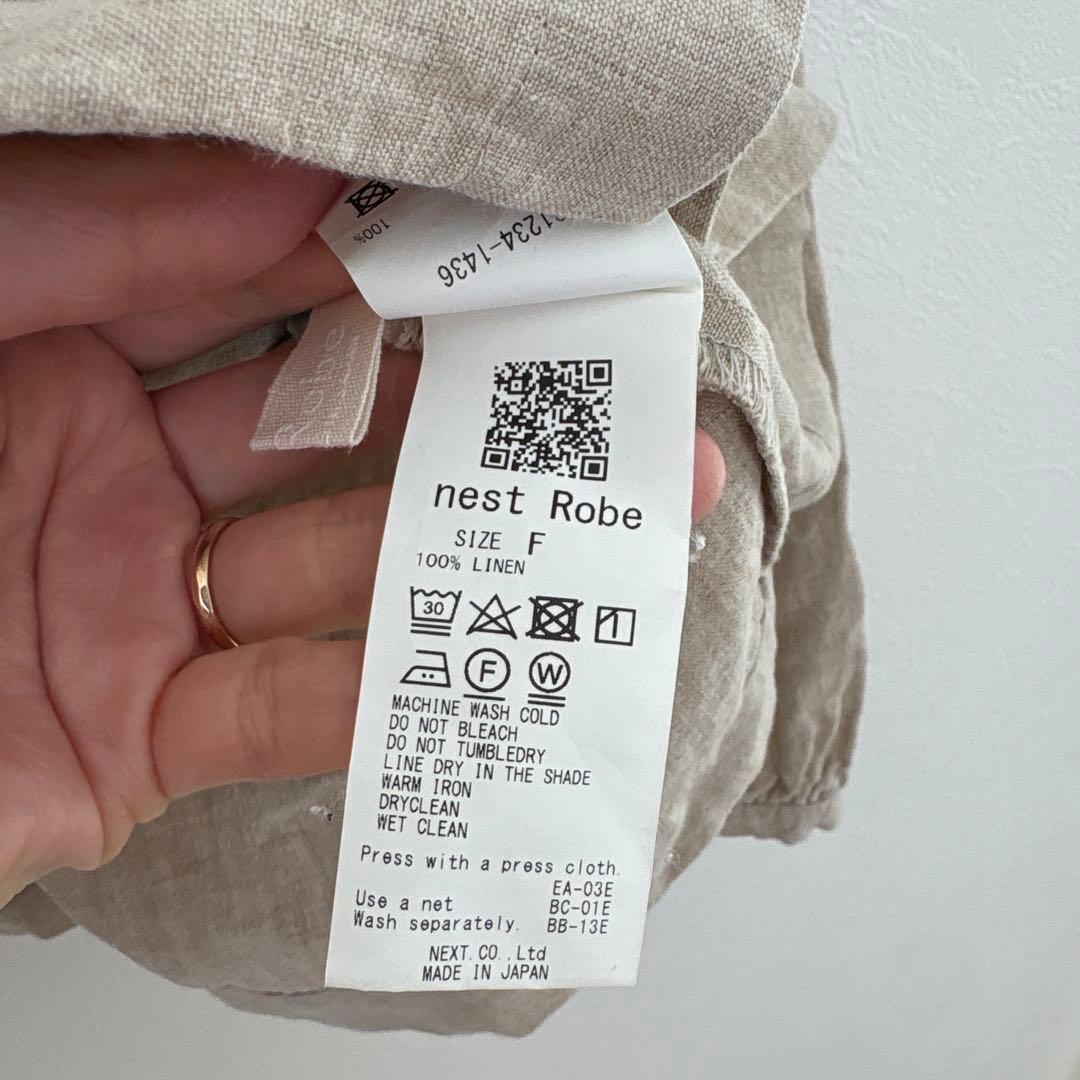 100%
1234-1436
nest Robe
SIZE F
100% LINEN
30
1
F W
MACHINE WASH COLD
DO NOT BLEACH
DO NOT TUMBLEDRY
LINE DRY IN THE SHADE
WARM IRON
DRYCLEAN
WET CLEAN
Press with a press cloth.
EA-03E
Use a net BC-01E
Wash separately. BB-13E
NEXT.CO.,Ltd
MADE IN JAPAN